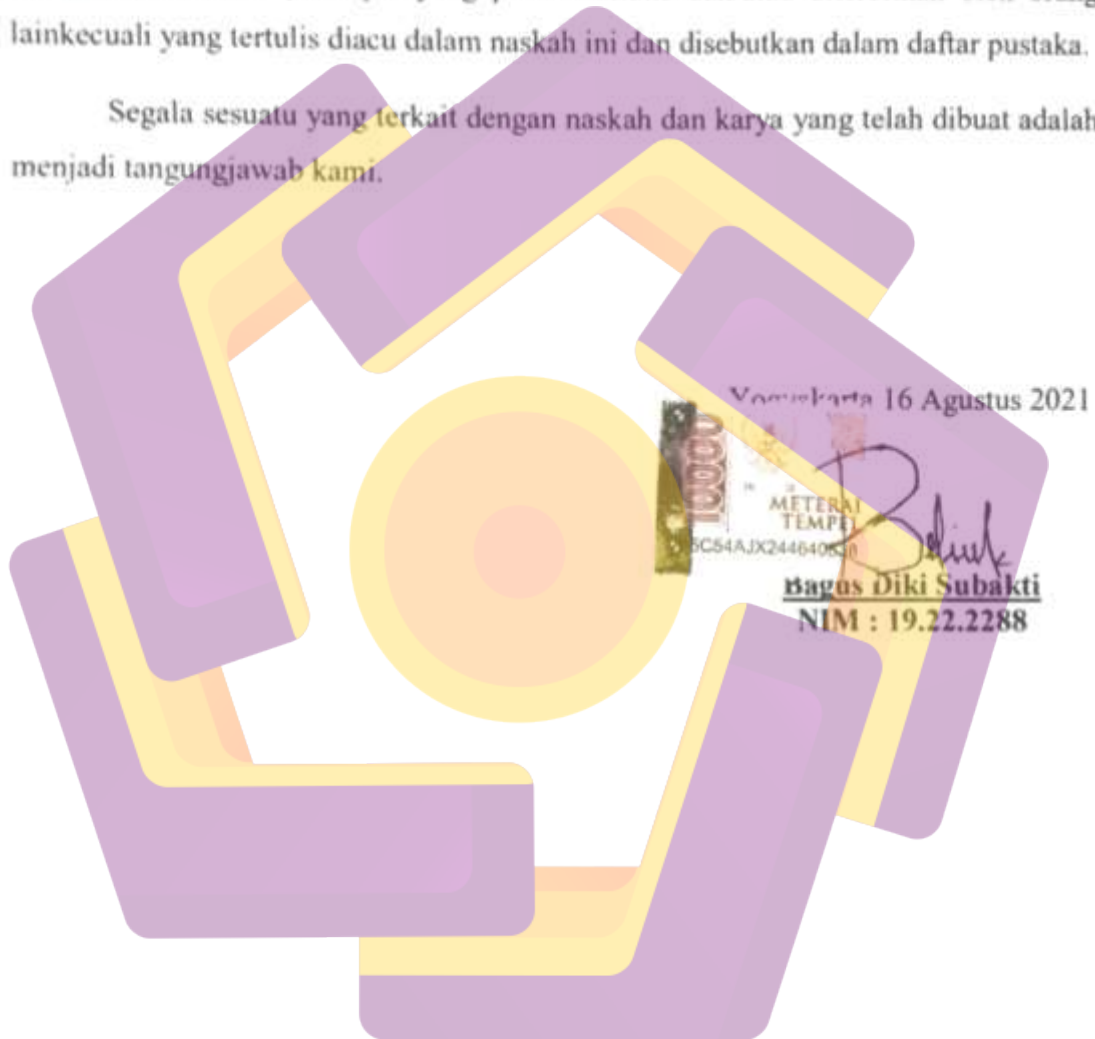 lainkecuali yang tertulis diacu dalam naskah ini dan disebutkan dalam daftar pustaka.
Segala sesuatu yang terkait dengan naskah dan karya yang telah dibuat adalah
menjadi tangungjawab kami.
16 Agustus 2021
10000
METERAI
TEMPEL
Bagus Diki Subakti
NIM : 19.22.2288